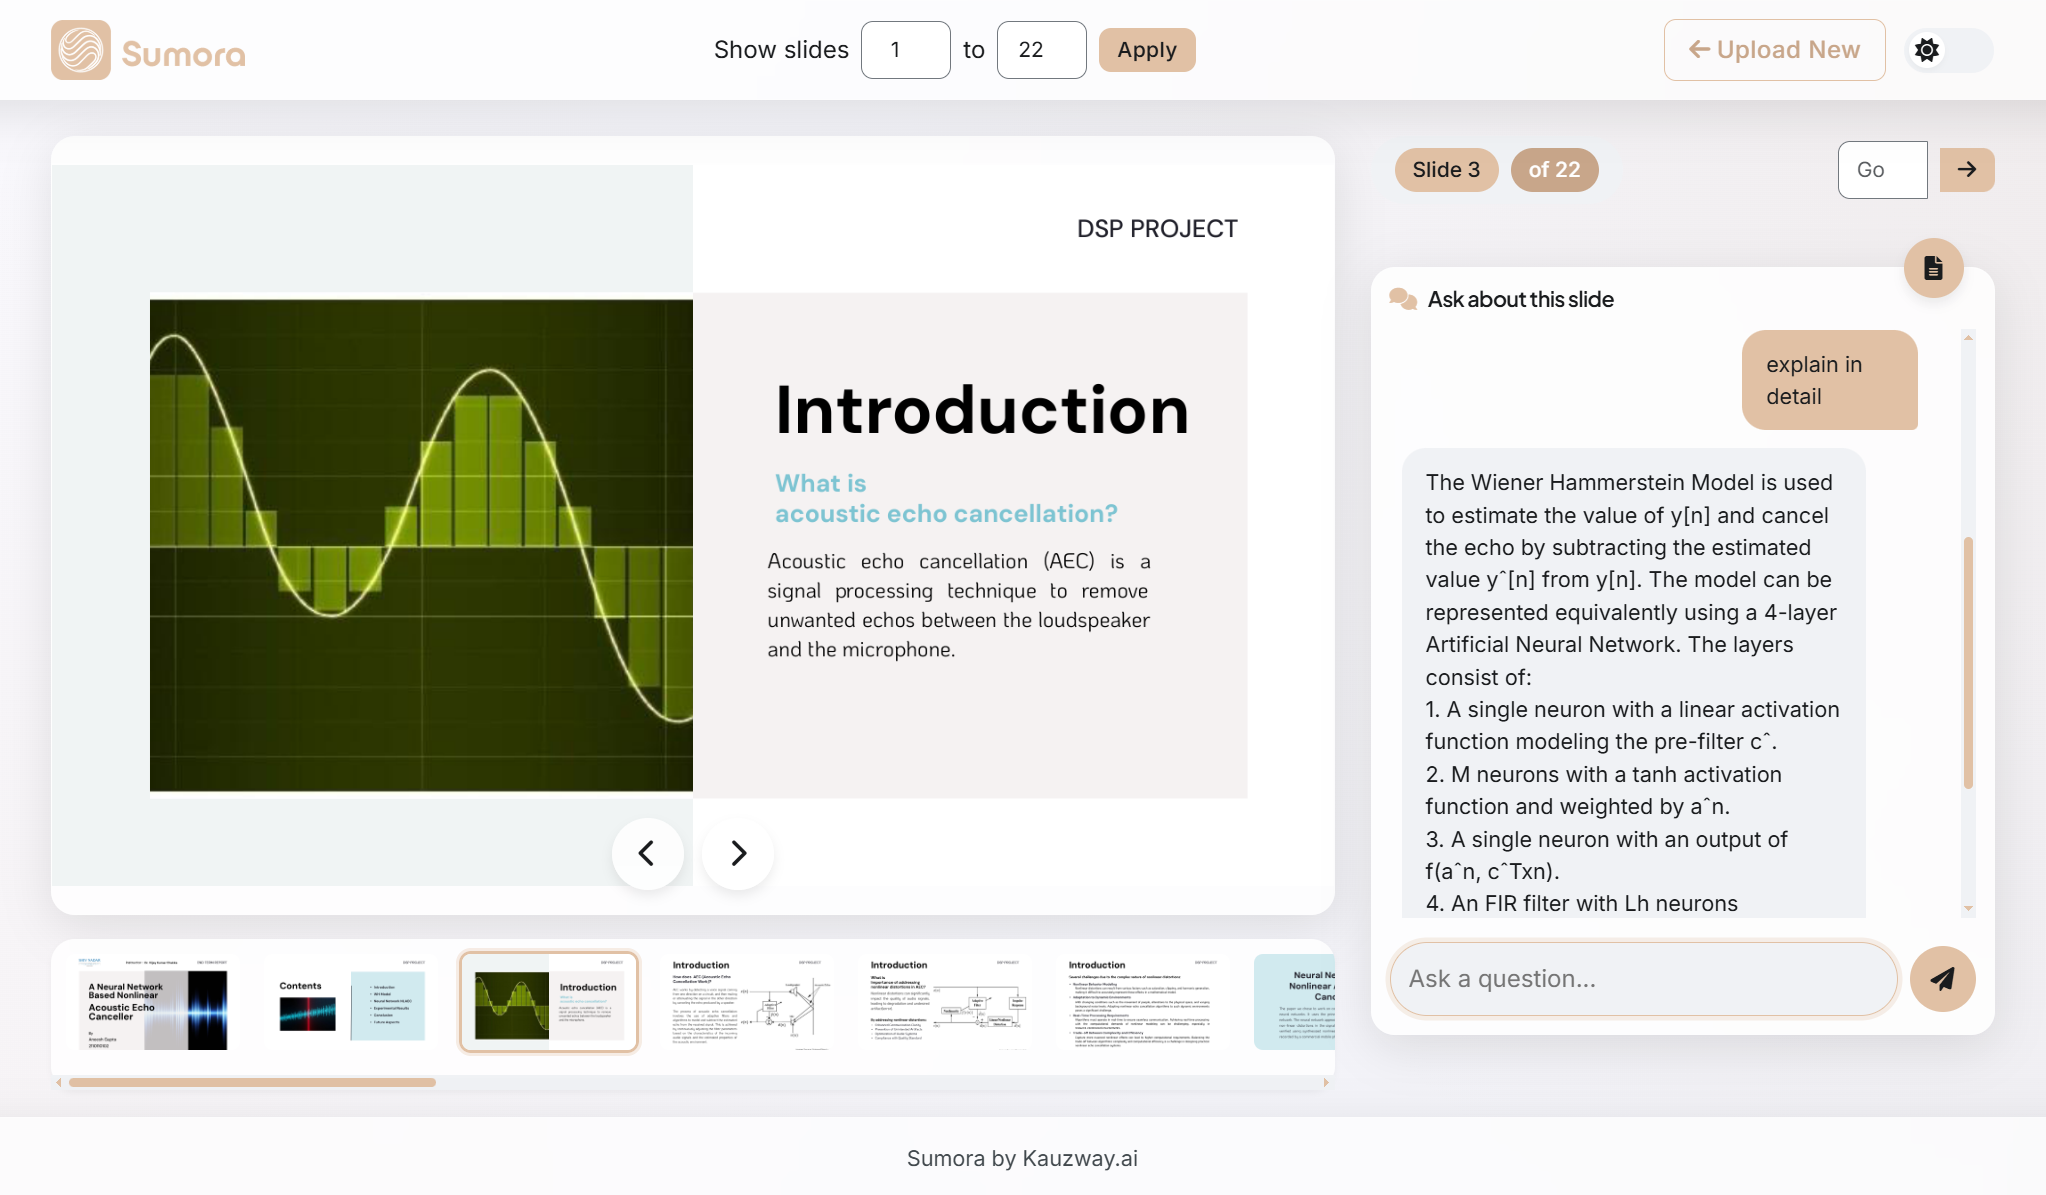 Sumora
Show slides 1 to 22 Apply
Upload New
DSP PROJECT
Introduction
What is
acoustic echo cancellation?
Acoustic echo cancellation (AEC) is a
signal processing technique to remove
unwanted echos between the loudspeaker
and the microphone.
Slide 3 of 22
Go
Ask about this slide
explain in
detail
The Wiener Hammerstein Model is used
to estimate the value of y[n] and cancel
the echo by subtracting the estimated
value yˆ[n] from y[n]. The model can be
represented equivalently using a 4-layer
Artificial Neural Network. The layers
consist of:
1. A single neuron with a linear activation
function modeling the pre-filter cˆ.
2. M neurons with a tanh activation
function and weighted by aˆn.
3. A single neuron with an output of
f(aˆn, cˆTxn).
4. An FIR filter with Lh neurons
Ask a question...
A Neural Network
Based Nonlinear
Acoustic Echo
Canceller
Contents
Introduction
Introduction
Introduction
Introduction
Sumora by Kauzway.ai